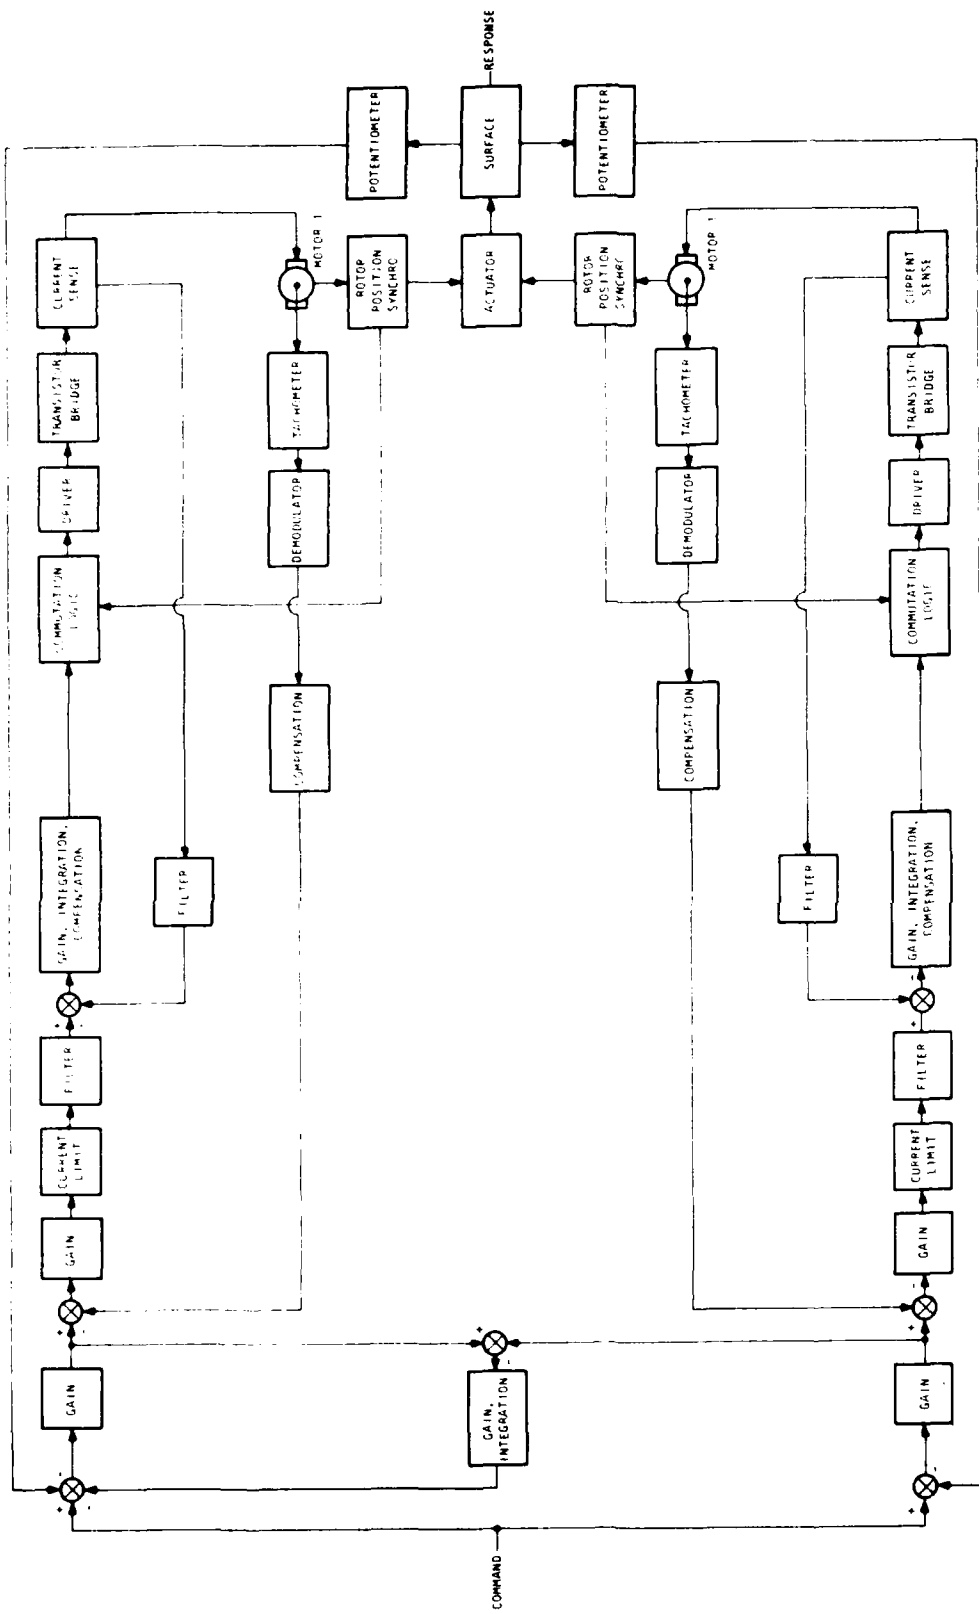 COMMAND
GAIN
GAIN
CURRENT
LIMIT
FILTER
GAIN, INTEGRATION,
COMPENSATION
COMMUTATION
LOGIC
DRIVER
TRANSISTOR
BRIDGE
CURRENT
SENSE
FILTER
COMPENSATION
DEMODULATOR
TACHOMETER
MOTOR 1
ROTOR
POSITION
SYNCHRO
POTENTIOMETER
GAIN,
INTEGRATION
ACTUATOR
SURFACE
RESPONSE
POTENTIOMETER
ROTOR
POSITION
SYNCHRO
MOTOR
TACHOMETER
DEMODULATOR
COMPENSATION
FILTER
GAIN
GAIN
CURRENT
LIMIT
FILTER
GAIN, INTEGRATION
COMPENSATION
COMMUTATION
LOGIC
DRIVER
TRANSISTOR
BRIDGE
CURRENT
SENSE